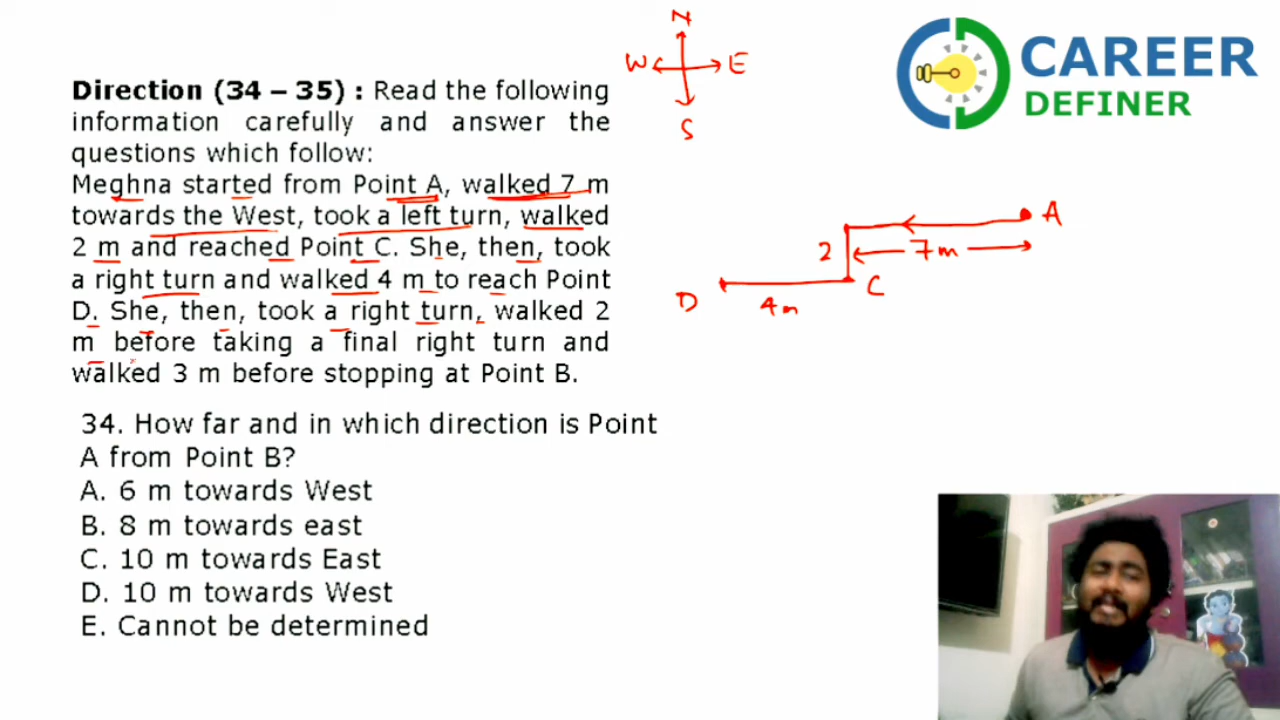 N
W E
S
CAREER
DEFINER
Direction (34 – 35) : Read the following
information carefully and answer the
questions which follow:
Meghna started from Point A, walked 7 m
towards the West, took a left turn, walked
2 m and reached Point C. She, then, took
a right turn and walked 4 m to reach Point
D. She, then, took a right turn, walked 2
m before taking a final right turn and
walked 3 m before stopping at Point B.
A
2 7m
D C
4m
34. How far and in which direction is Point
A from Point B?
A. 6 m towards West
B. 8 m towards east
C. 10 m towards East
D. 10 m towards West
E. Cannot be determined